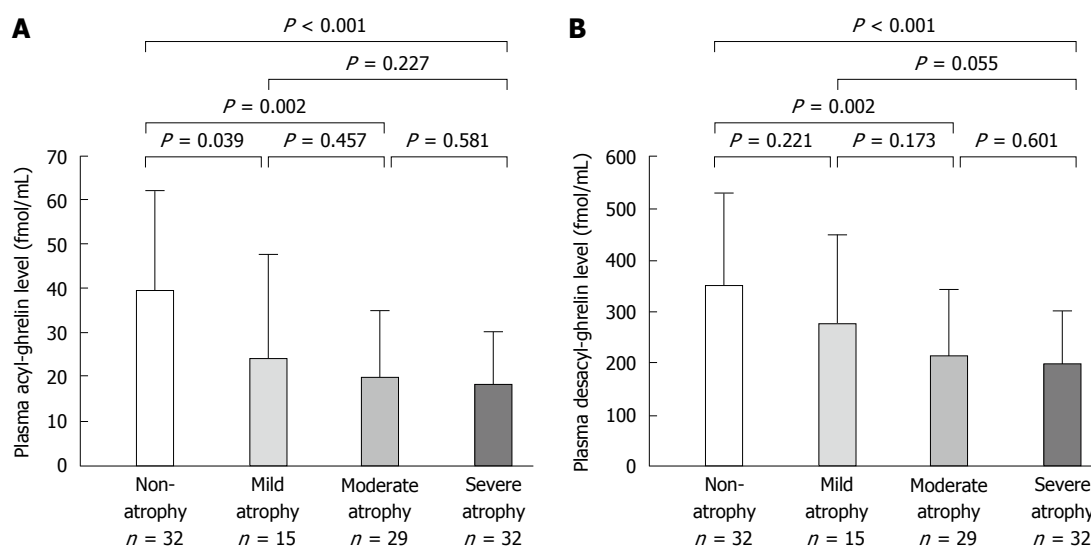 A
P < 0.001
P = 0.227
P = 0.002
P = 0.039 P = 0.457 P = 0.581
Plasma acyl-ghrelin level (fmol/mL)
70
60
50
40
30
20
10
0
Non-
atrophy
n = 32
Mild
atrophy
n = 15
Moderate
atrophy
n = 29
Severe
atrophy
n = 32
B
P < 0.001
P = 0.055
P = 0.002
P = 0.221 P = 0.173 P = 0.601
Plasma desacyl-ghrelin level (fmol/mL)
600
500
400
300
200
100
0
Non-
atrophy
n = 32
Mild
atrophy
n = 15
Moderate
atrophy
n = 29
Severe
atrophy
n = 32